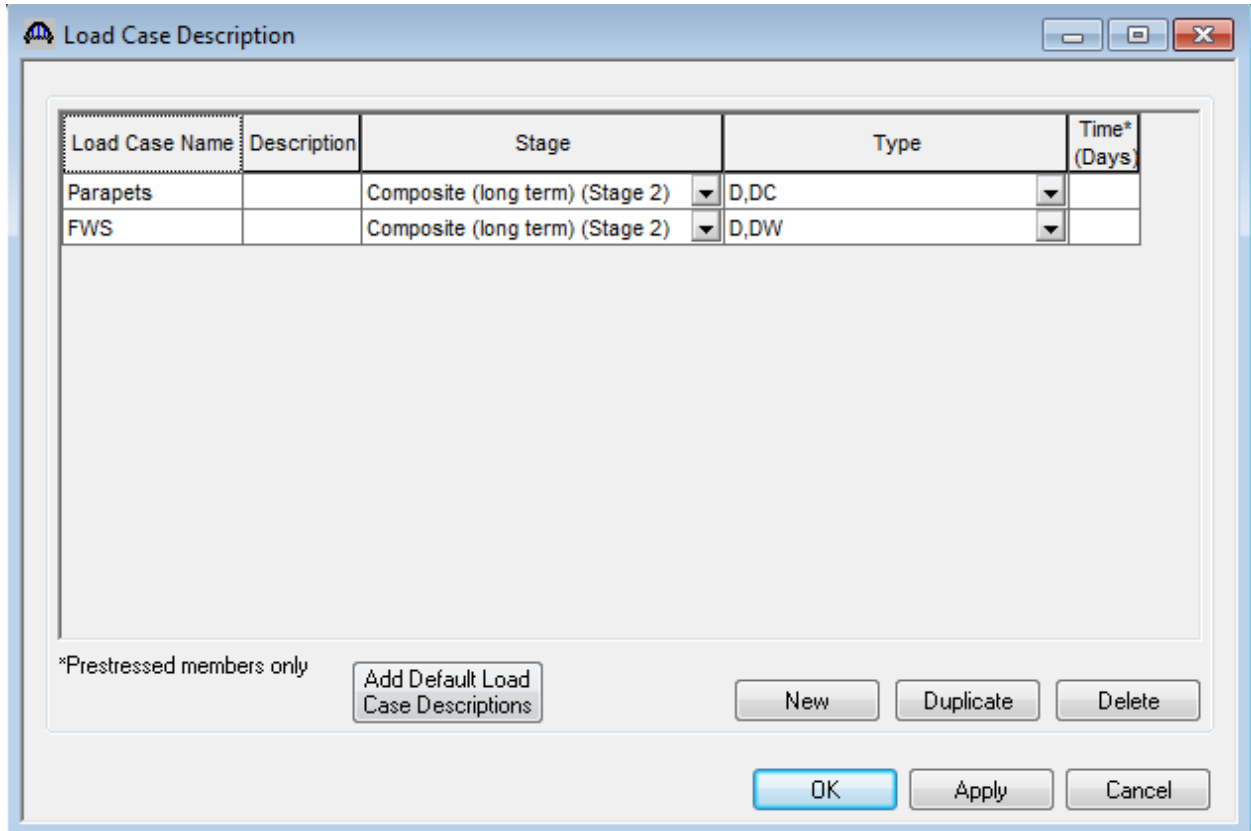 Load Case Description
Load Case Name Description Stage Type Time*
(Days)
Parapets Composite (long term) (Stage 2) D,DC
FWS Composite (long term) (Stage 2) D,DW
*Prestressed members only
Add Default Load
Case Descriptions
New Duplicate Delete
OK Apply Cancel